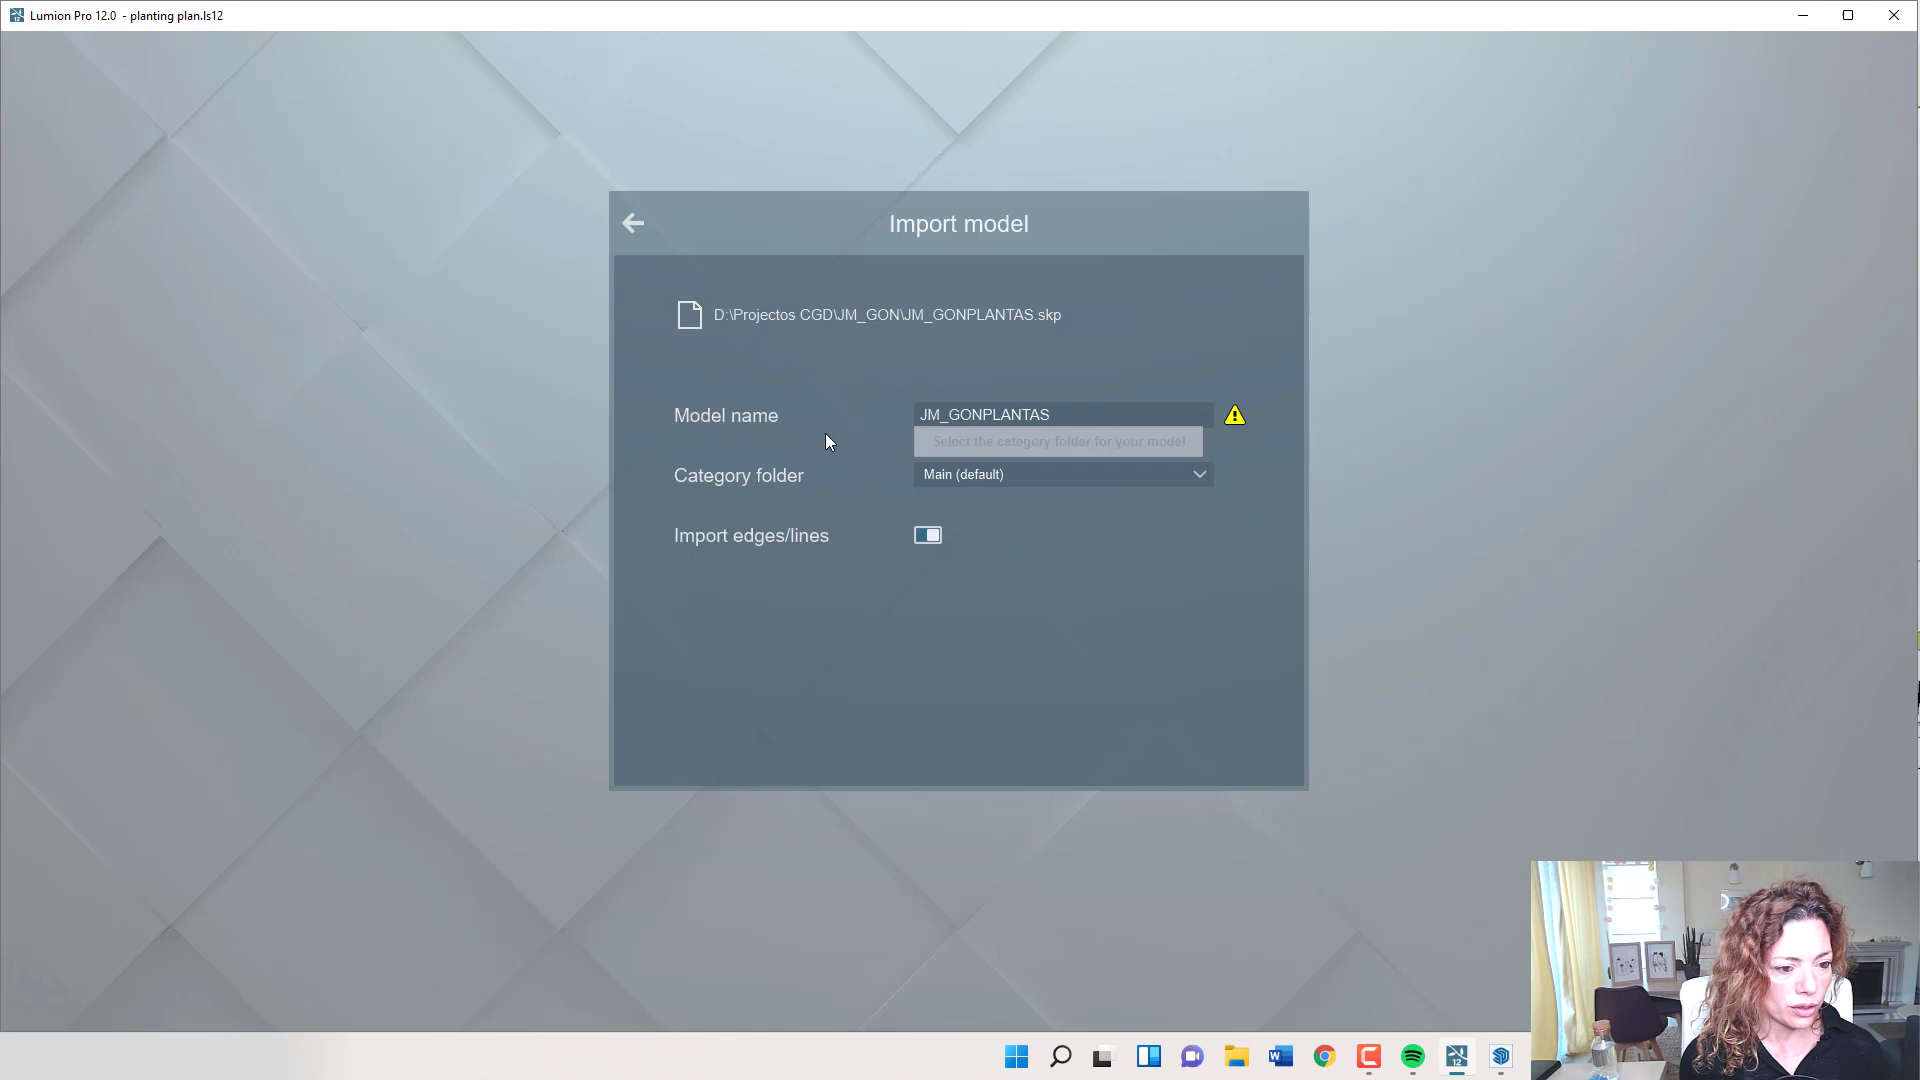 Lumion Pro 12.0 - planting plan.ls12
Import model
D:\Projectos CGD\JM_GON\JM_GONPLANTAS.skp
Model name
JM_GONPLANTAS
Select the category folder for your model
Category folder
Main (default)
Import edges/lines
12